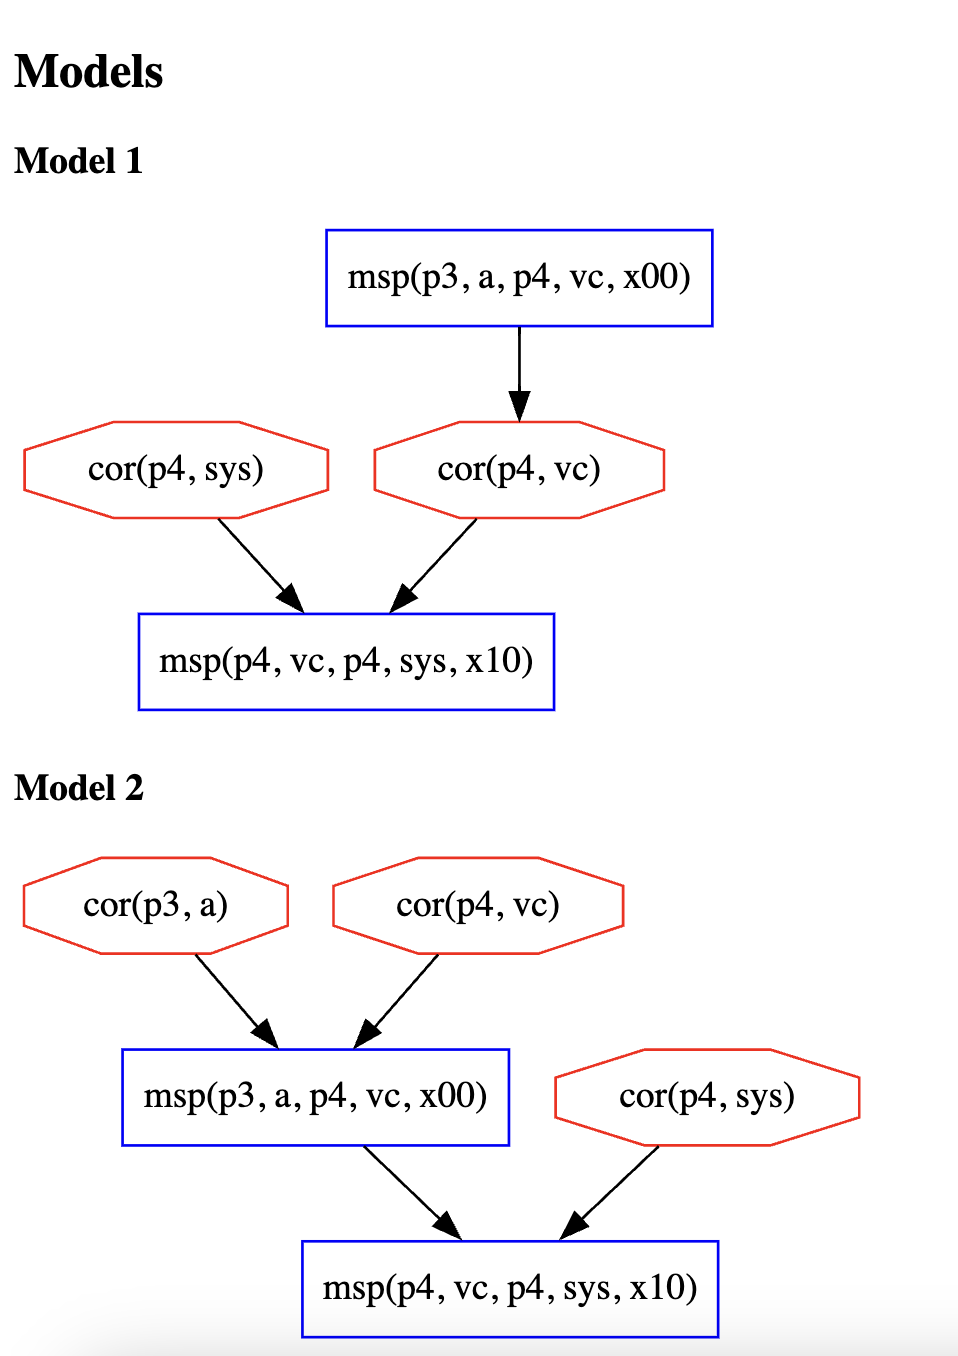 Models
Model 1
msp(p3, a, p4, vc, x00)
cor(p4, sys)
cor(p4, vc)
msp(p4, vc, p4, sys, x10)
Model 2
cor(p3, a)
cor(p4, vc)
msp(p3, a, p4, vc, x00)
cor(p4, sys)
msp(p4, vc, p4, sys, x10)